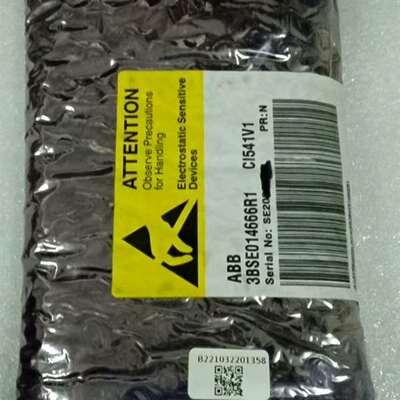 ATTENTION
Observe Precautions
for Handling
Electrostatic Sensitive
Devices
ABB
3BSE014666R1 CI541V1
Serial No: SE20
PR:N
B221032201358